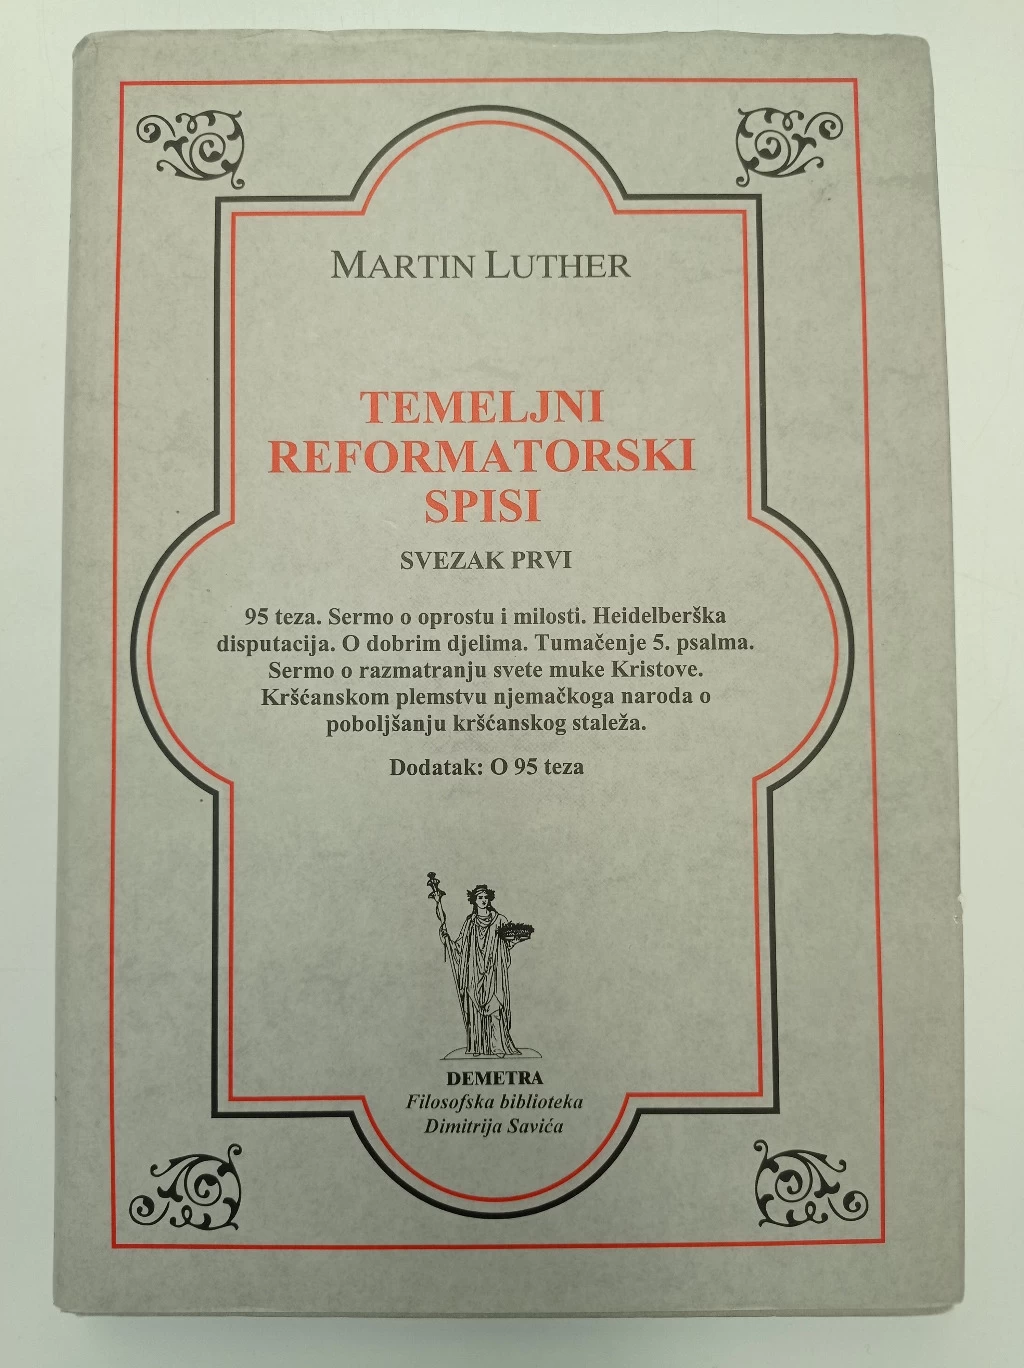 MARTIN LUTHER
TEMELJNI
REFORMATORSKI
SPISI
SVEZAK PRVI
95 teza. Sermo o oprostu i milosti. Heidelberška
disputacija. O dobrim djelima. Tumačenje 5. psalma.
Sermo o razmatranju svete muke Kristove.
Kršćanskom plemstvu njemačkoga naroda o
poboljšanju kršćanskog staleža.
Dodatak: O 95 teza
DEMETRA
Filosofska biblioteka
Dimitrija Savića